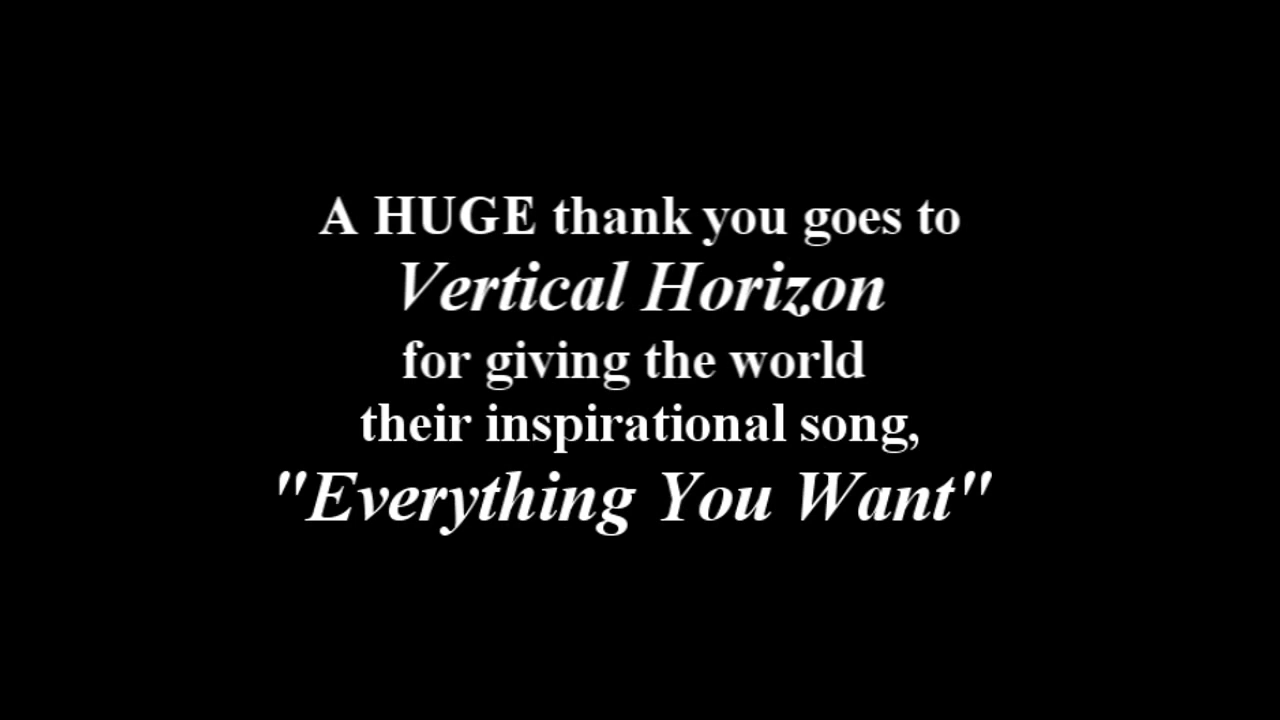 A HUGE thank you goes to
Vertical Horizon
for giving the world
their inspirational song,
"Everything You Want"